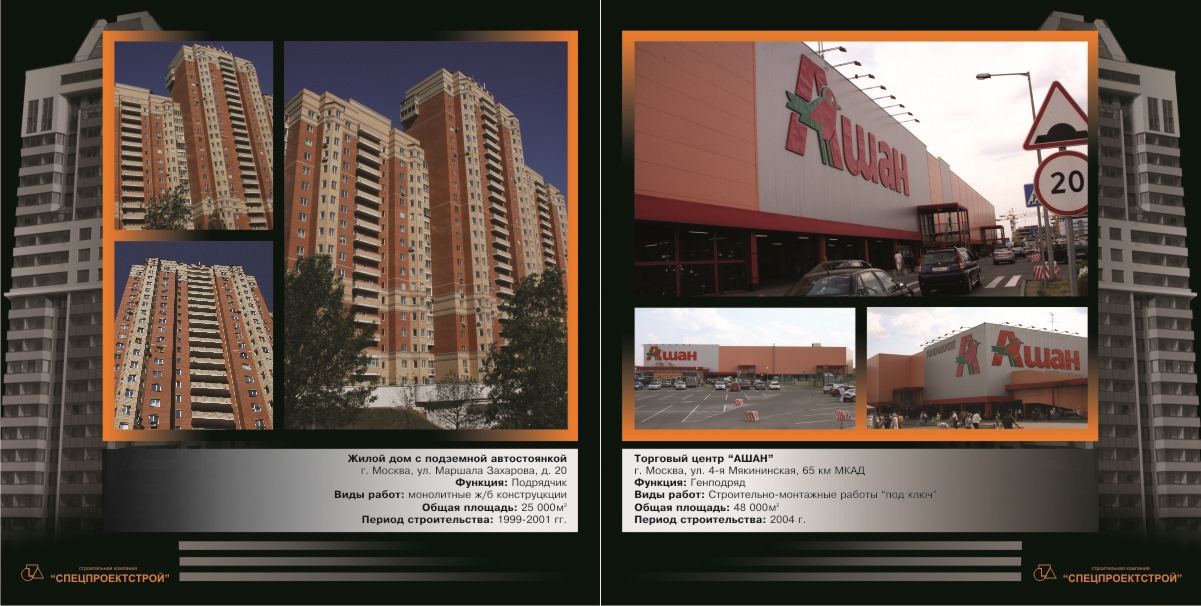 Жилой дом с подземной автостоянкой
г. Москва, ул. Маршала Захарова, д. 20
Функция: Подрядчик
Виды работ: монолитные ж/б конструцкции
Общая площадь: 25 000м²
Период строительства: 1999-2001 гг.
строительная компания
“СПЕЦПРОЕКТСТРОЙ”
Ашан
20
Ашан
Ашан
Торговый центр “АШАН”
г. Москва, ул. 4-я Мякининская, 65 км МКАД
Функция: Генподряд
Виды работ: Строительно-монтажные работы “под ключ”
Общая площадь: 48 000м²
Период строительства: 2004 г.
строительная компания
“СПЕЦПРОЕКТСТРОЙ”